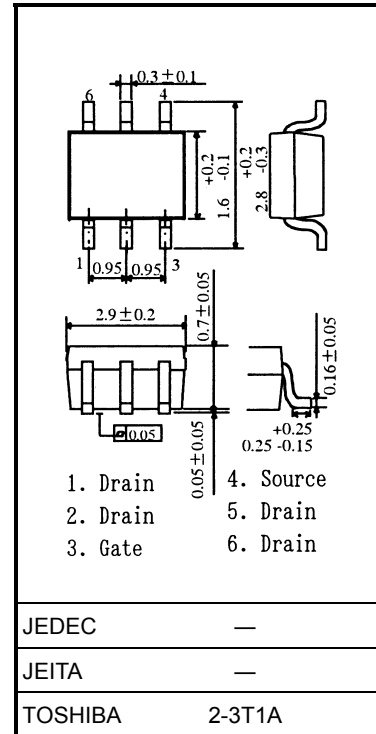 0.3±0.1
6 4
+0.2
1.6 -0.1
+0.2
2.8 -0.3
1 0.95 0.95 3
2.9±0.2
0.7±0.05
0.16±0.05
0.05
0.05±0.05
+0.25
0.25 -0.15
1. Drain
2. Drain
3. Gate
4. Source
5. Drain
6. Drain
JEDEC —
JEITA —
TOSHIBA 2-3T1A